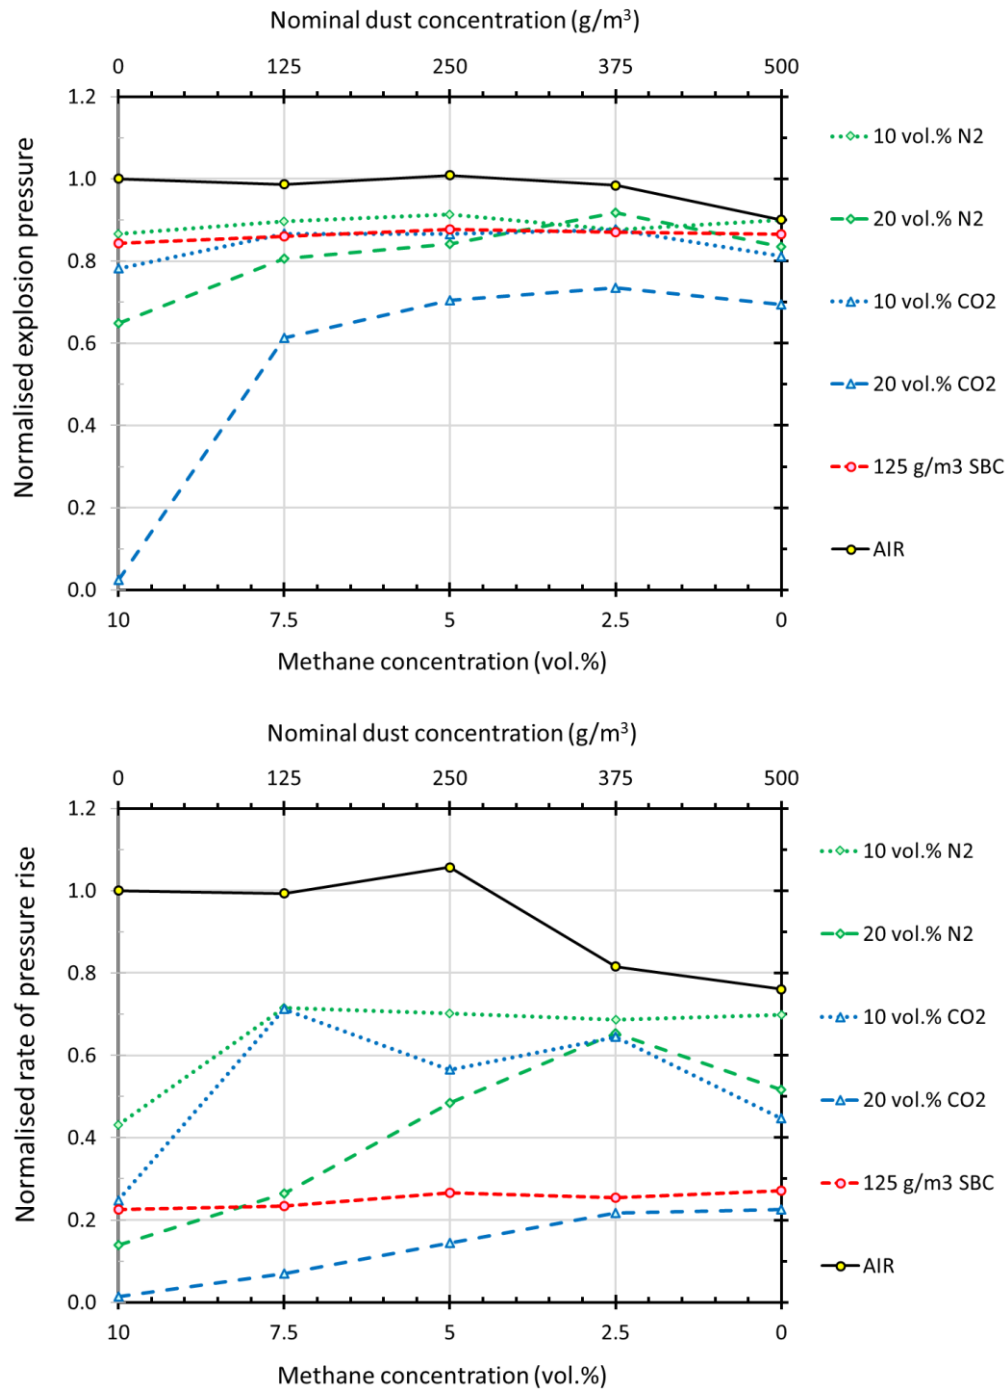 Nominal dust concentration (g/m³)
0 125 250 375 500
1.2
1.0
0.8
0.6
0.4
0.2
0.0
Normalised explosion pressure
10 7.5 5 2.5 0
Methane concentration (vol.%)
10 vol.% N2
20 vol.% N2
10 vol.% CO2
20 vol.% CO2
125 g/m3 SBC
AIR
Nominal dust concentration (g/m³)
0 125 250 375 500
1.2
1.0
0.8
0.6
0.4
0.2
0.0
Normalised rate of pressure rise
10 7.5 5 2.5 0
Methane concentration (vol.%)
10 vol.% N2
20 vol.% N2
10 vol.% CO2
20 vol.% CO2
125 g/m3 SBC
AIR